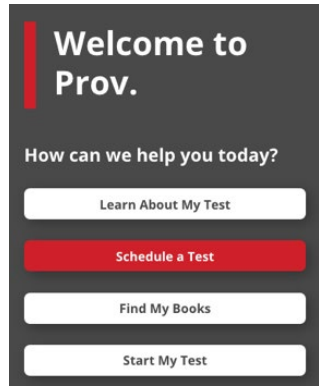 Welcome to
Prov.
How can we help you today?
Learn About My Test
Schedule a Test
Find My Books
Start My Test